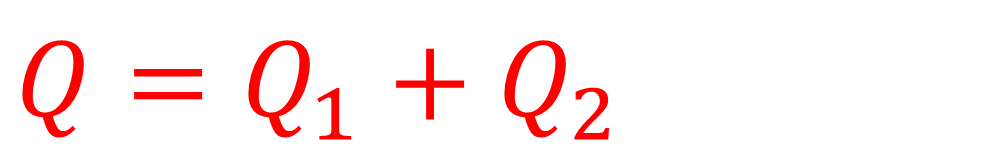 Q = Q₁ + Q₂